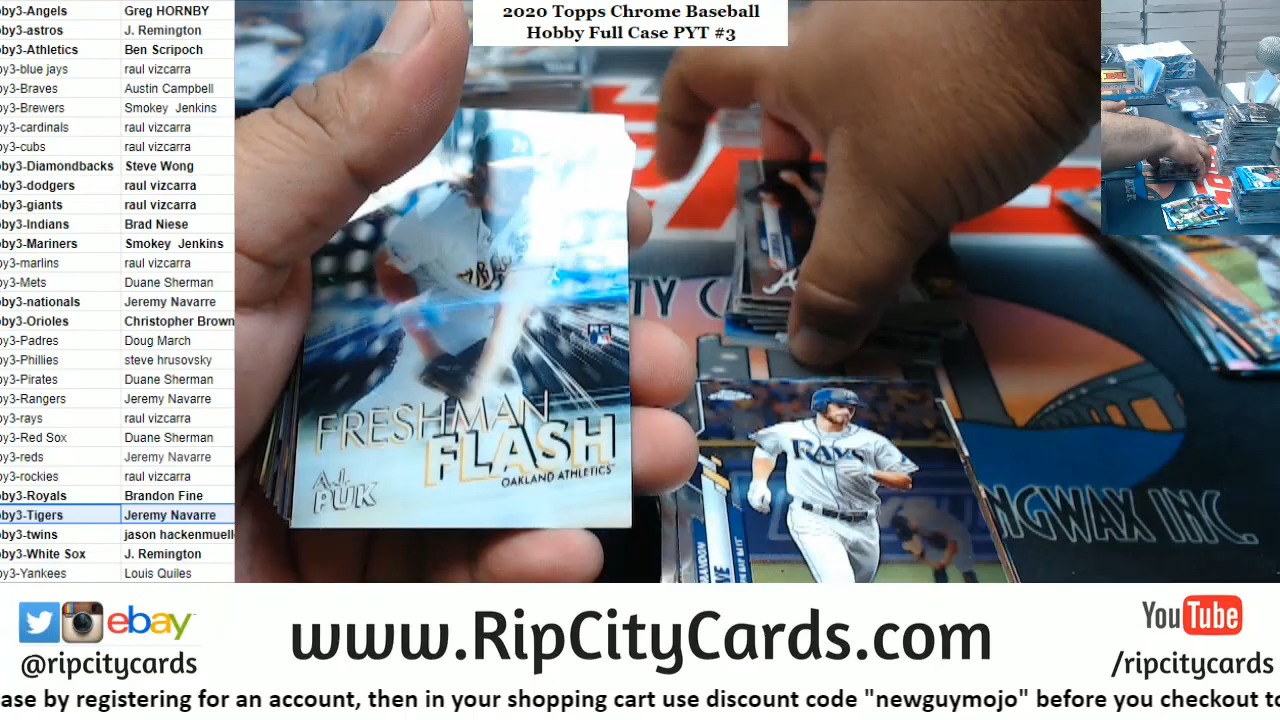 2020 Topps Chrome Baseball
Hobby Full Case PYT #3
by3-Angels Greg HORNBY
by3-astros J. Remington
by3-Athletics Ben Scripoch
by3-blue jays raul vizcarra
by3-Braves Austin Campbell
by3-Brewers Smokey Jenkins
by3-cardinals raul vizcarra
by3-cubs raul vizcarra
by3-Diamondbacks Steve Wong
by3-dodgers raul vizcarra
by3-giants raul vizcarra
by3-Indians Brad Niese
by3-Mariners Smokey Jenkins
by3-marlins raul vizcarra
by3-Mets Duane Sherman
by3-nationals Jeremy Navarre
by3-Orioles Christopher Brown
by3-Padres Doug March
by3-Phillies steve hrusovsky
by3-Pirates Duane Sherman
by3-Rangers Jeremy Navarre
by3-rays raul vizcarra
by3-Red Sox Duane Sherman
by3-reds Jeremy Navarre
by3-rockies raul vizcarra
by3-Royals Brandon Fine
by3-Tigers Jeremy Navarre
by3-twins jason hackenmuell
by3-White Sox J. Remington
by3-Yankees Louis Quiles
RC
FRESHMAN
FLASH
A.J.
PUK
OAKLAND ATHLETICS
TY C
RAYS
NGWAX INC.
ebay
@ripcitycards
www.RipCityCards.com
YouTube
/ripcitycards
ase by registering for an account, then in your shopping cart use discount code "newguymojo" before you checkout to